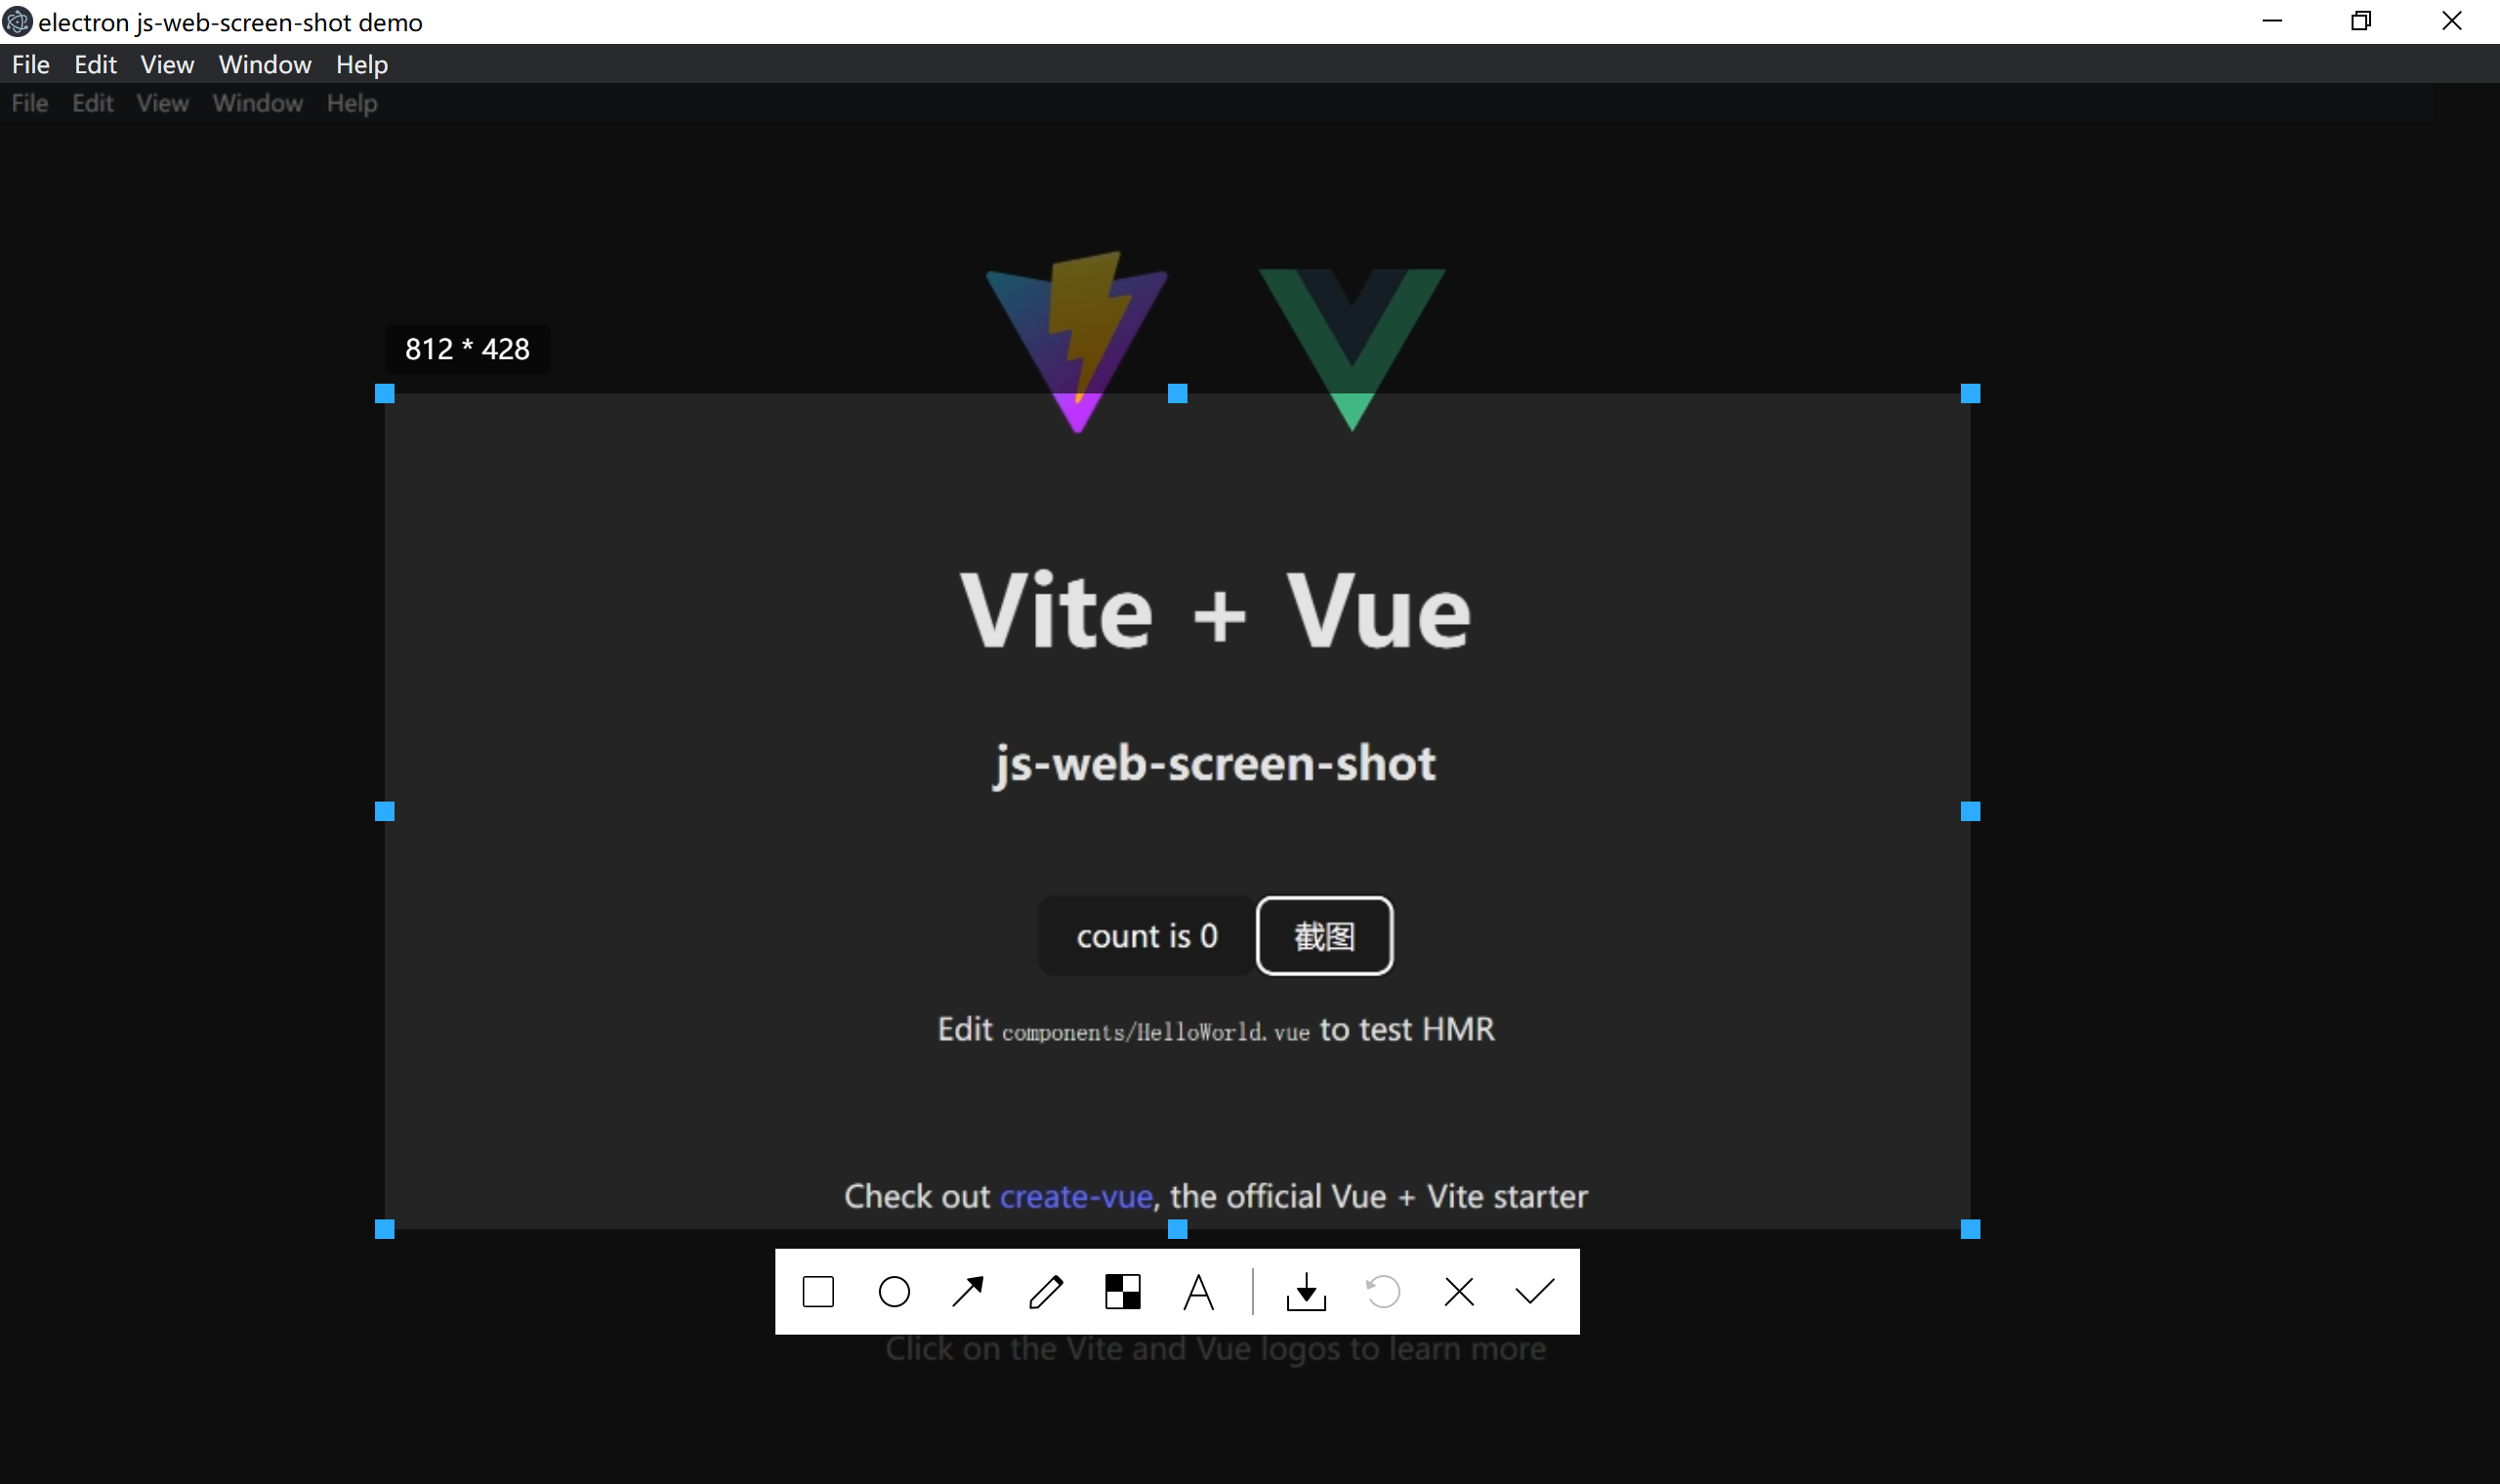 electron js-web-screen-shot demo
File Edit View Window Help
File Edit View Window Help
812 * 428
Vite + Vue
js-web-screen-shot
count is 0 截图
Edit components/HelloWorld.vue to test HMR
Check out create-vue, the official Vue + Vite starter
A
Click on the Vite and Vue logos to learn more